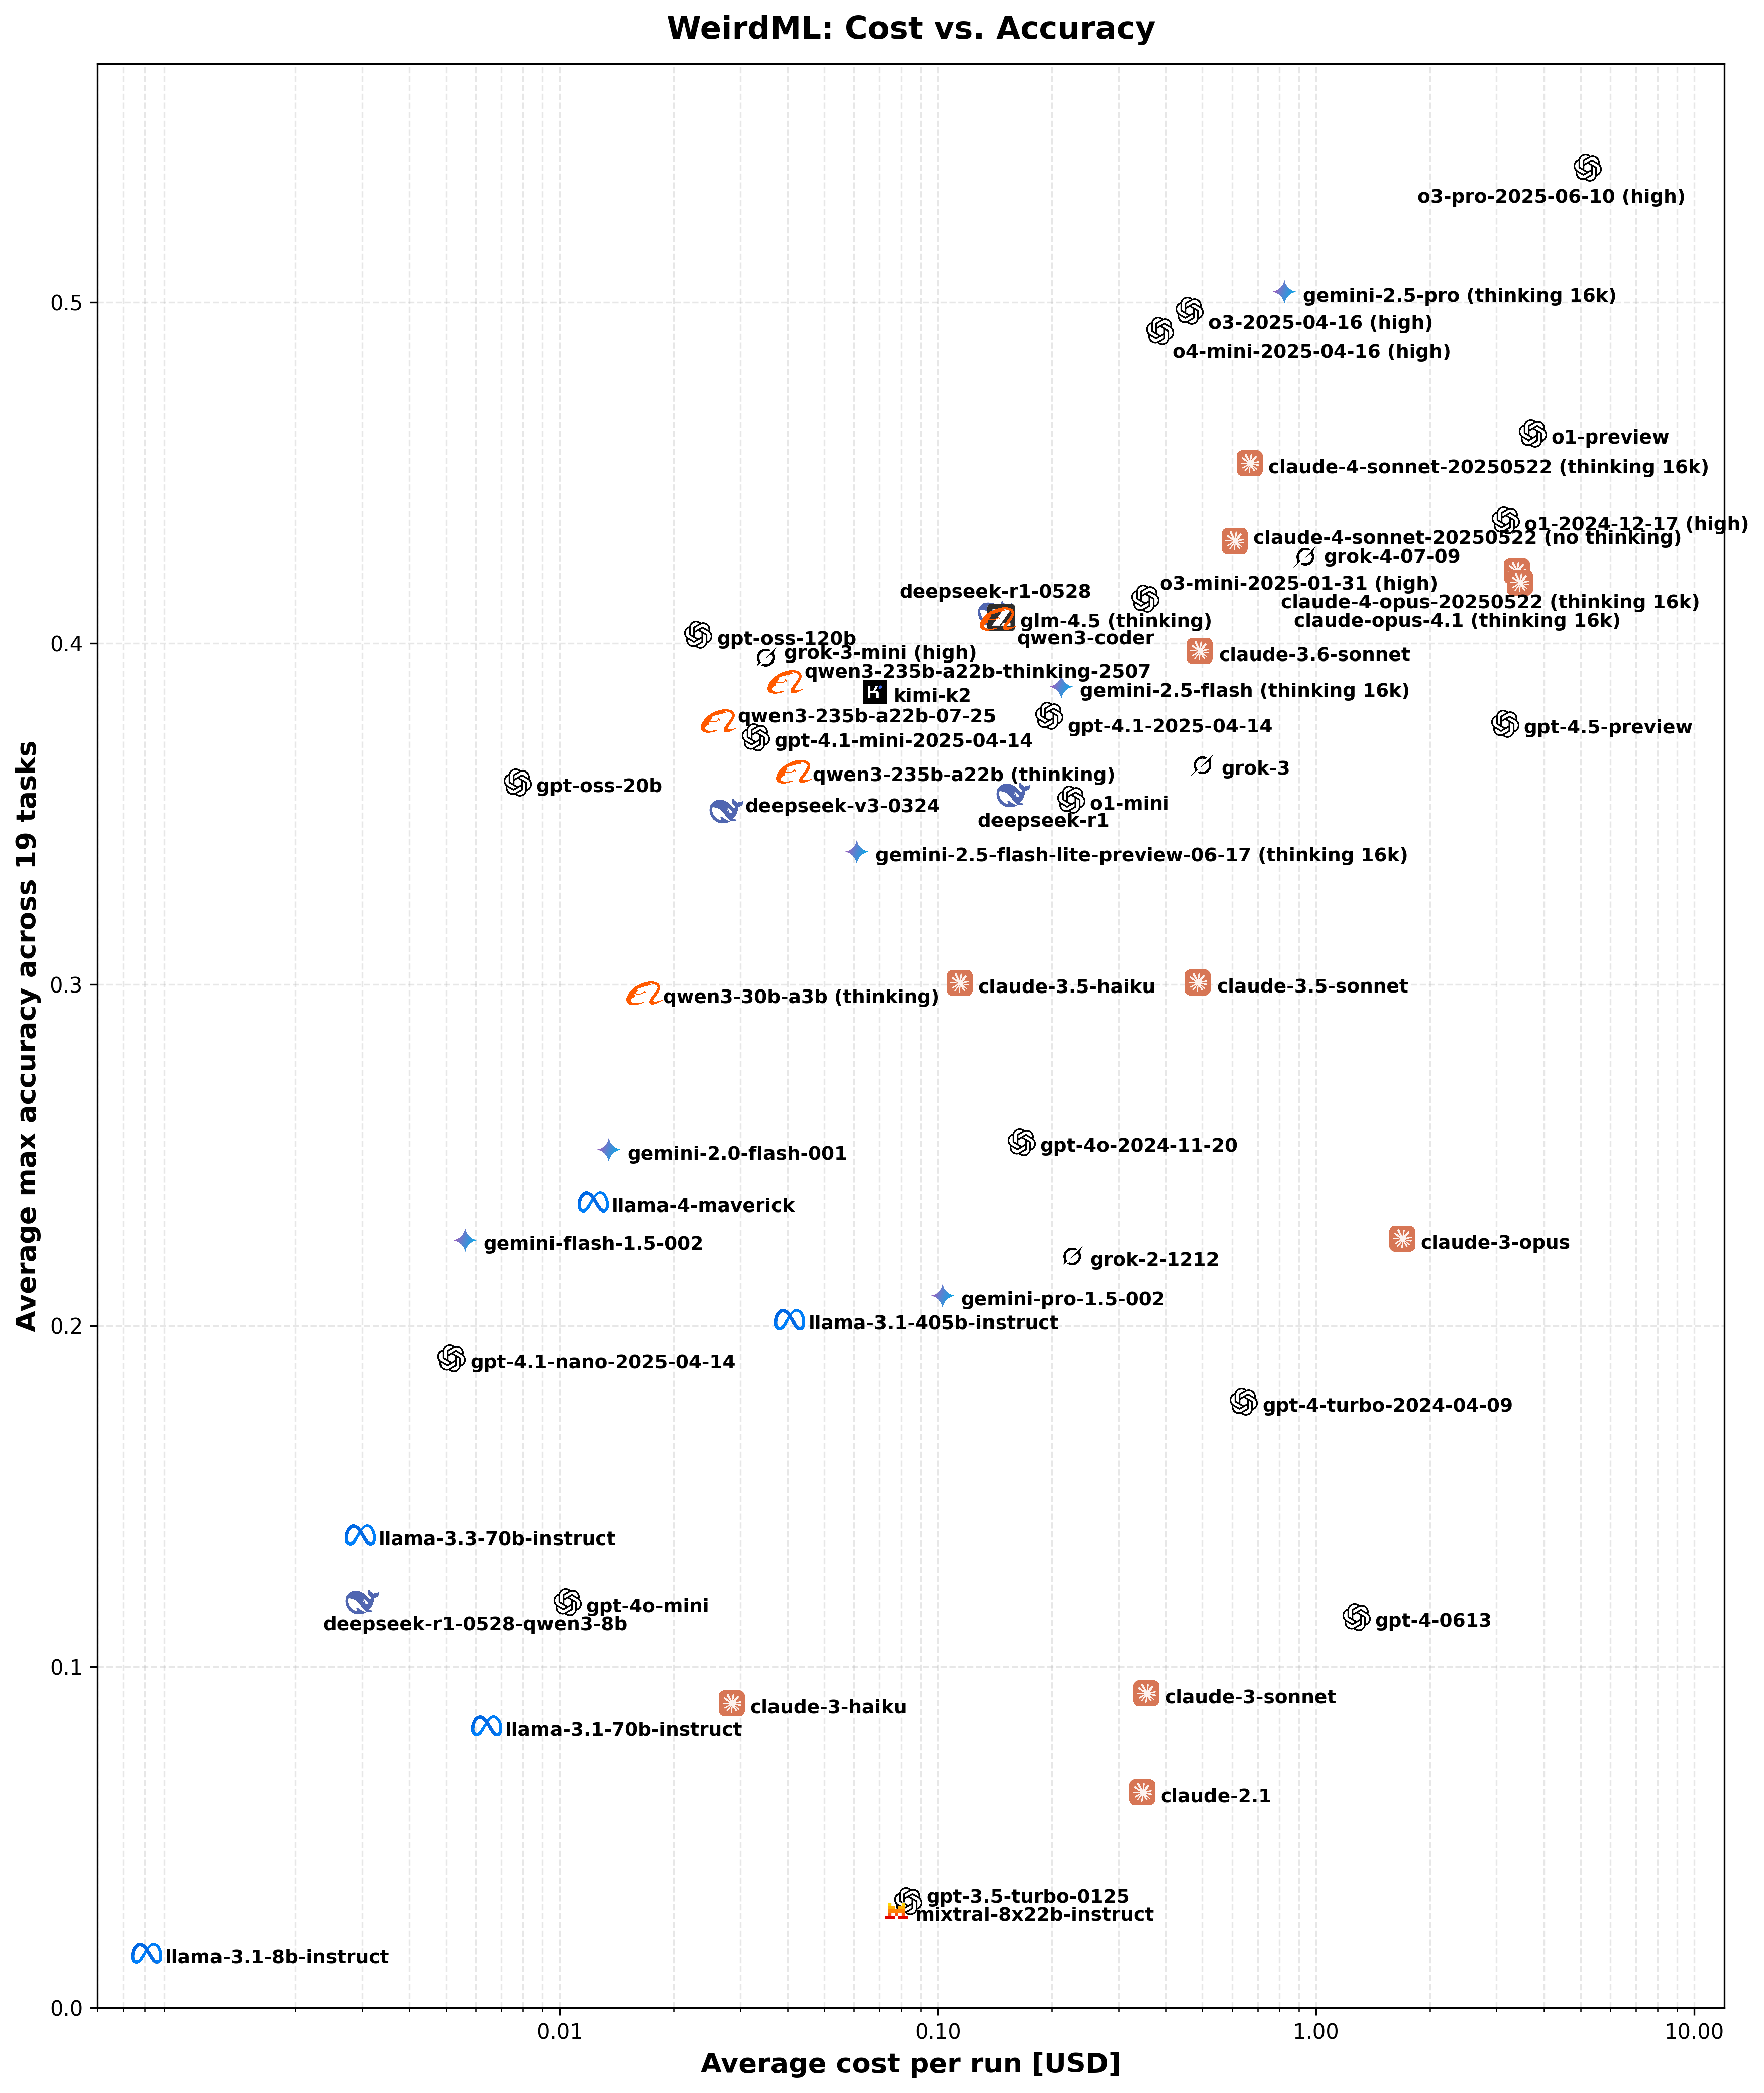 WeirdML: Cost vs. Accuracy
Average max accuracy across 19 tasks
0.5
0.4
0.3
0.2
0.1
0.0
o3-pro-2025-06-10 (high)
gemini-2.5-pro (thinking 16k)
o3-2025-04-16 (high)
o4-mini-2025-04-16 (high)
o1-preview
claude-4-sonnet-20250522 (thinking 16k)
o1-2024-12-17 (high)
claude-4-sonnet-20250522 (no thinking)
grok-4-07-09
o3-mini-2025-01-31 (high)
deepseek-r1-0528
claude-4-opus-20250522 (thinking 16k)
glm-4.5 (thinking)
claude-opus-4.1 (thinking 16k)
qwen3-coder
gpt-oss-120b
grok-3-mini (high)
claude-3.6-sonnet
qwen3-235b-a22b-thinking-2507
kimi-k2
gemini-2.5-flash (thinking 16k)
qwen3-235b-a22b-07-25
gpt-4.1-2025-04-14
gpt-4.5-preview
gpt-4.1-mini-2025-04-14
grok-3
qwen3-235b-a22b (thinking)
gpt-oss-20b
deepseek-v3-0324
o1-mini
deepseek-r1
gemini-2.5-flash-lite-preview-06-17 (thinking 16k)
claude-3.5-haiku
claude-3.5-sonnet
qwen3-30b-a3b (thinking)
gpt-4o-2024-11-20
gemini-2.0-flash-001
llama-4-maverick
gemini-flash-1.5-002
claude-3-opus
grok-2-1212
gemini-pro-1.5-002
llama-3.1-405b-instruct
gpt-4.1-nano-2025-04-14
gpt-4-turbo-2024-04-09
llama-3.3-70b-instruct
gpt-4o-mini
deepseek-r1-0528-qwen3-8b
gpt-4-0613
claude-3-sonnet
claude-3-haiku
llama-3.1-70b-instruct
claude-2.1
gpt-3.5-turbo-0125
mixtral-8x22b-instruct
llama-3.1-8b-instruct
0.01
0.10
1.00
10.00
Average cost per run [USD]